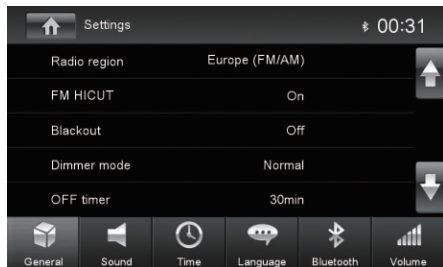 Settings 00:31
Radio region Europe (FM/AM)
FM HICUT On
Blackout Off
Dimmer mode Normal
OFF timer 30min
General Sound Time Language Bluetooth Volume